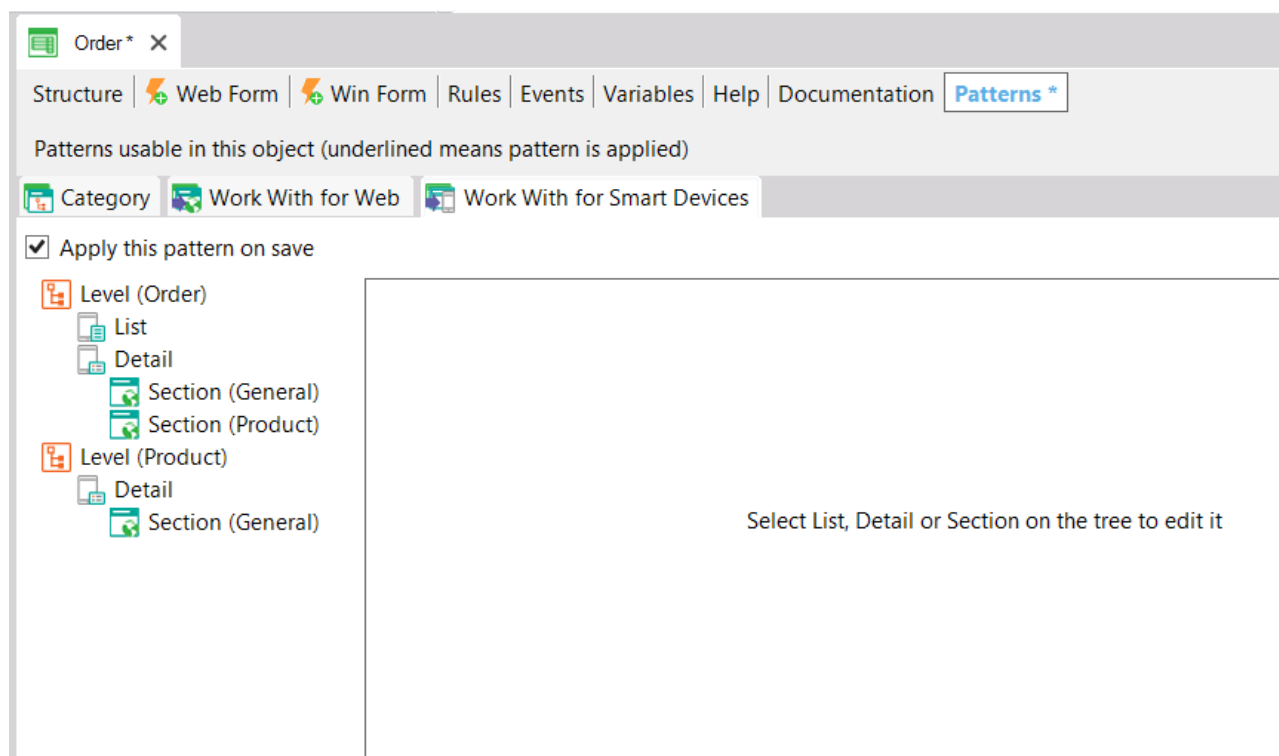 Order *
Structure Web Form Win Form Rules Events Variables Help Documentation Patterns *
Patterns usable in this object (underlined means pattern is applied)
Category Work With for Web Work With for Smart Devices
Apply this pattern on save
Level (Order)
List
Detail
Section (General)
Section (Product)
Level (Product)
Detail
Section (General)
Select List, Detail or Section on the tree to edit it